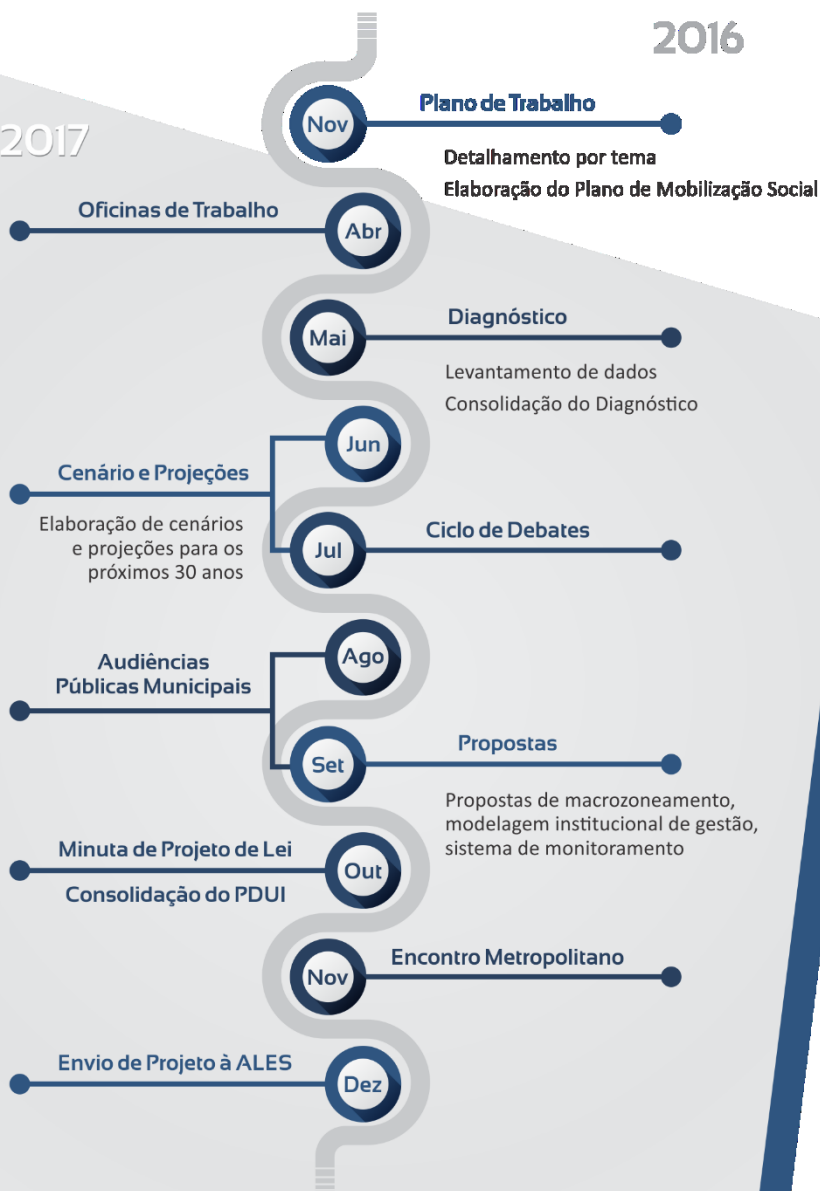 2016
Plano de Trabalho
Nov
2017
Detalhamento por tema
Elaboração do Plano de Mobilização Social
Oficinas de Trabalho
Abr
Diagnóstico
Mai
Levantamento de dados
Consolidação do Diagnóstico
Jun
Cenário e Projeções
Elaboração de cenários
e projeções para os
próximos 30 anos
Ciclo de Debates
Jul
Ago
Audiências
Públicas Municipais
Propostas
Set
Propostas de macrozoneamento,
modelagem institucional de gestão,
sistema de monitoramento
Minuta de Projeto de Lei
Out
Consolidação do PDUI
Encontro Metropolitano
Nov
Envio de Projeto à ALES
Dez